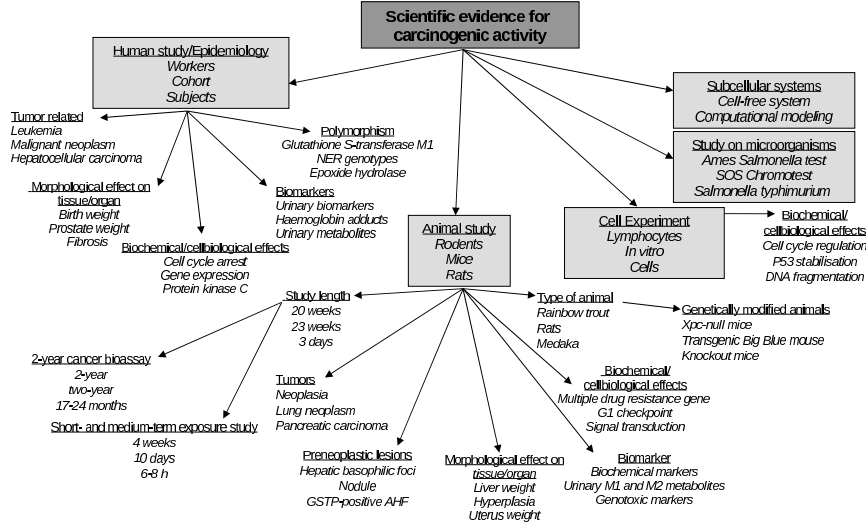 Scientific evidence for
carcinogenic activity
Human study/Epidemiology
Workers
Cohort
Subjects
Subcellular systems
Cell-free system
Computational modeling
Tumor related
Leukemia
Malignant neoplasm
Hepatocellular carcinoma
Polymorphism
Glutathione S-transferase M1
NER genotypes
Epoxide hydrolase
Study on microorganisms
Ames Salmonella test
SOS Chromotest
Salmonella typhimurium
Morphological effect on
tissue/organ
Birth weight
Prostate weight
Fibrosis
Biomarkers
Urinary biomarkers
Haemoglobin adducts
Urinary metabolites
Biochemical/cellbiological effects
Cell cycle arrest
Gene expression
Protein kinase C
Animal study
Rodents
Mice
Rats
Cell Experiment
Lymphocytes
In vitro
Cells
Biochemical/
cellbiological effects
Cell cycle regulation
P53 stabilisation
DNA fragmentation
Study length
20 weeks
23 weeks
3 days
Type of animal
Rainbow trout
Rats
Medaka
Genetically modified animals
Xpc-null mice
Transgenic Big Blue mouse
Knockout mice
2-year cancer bioassay
2-year
two-year
17-24 months
Short- and medium-term exposure study
4 weeks
10 days
6-8 h
Tumors
Neoplasia
Lung neoplasm
Pancreatic carcinoma
Biochemical/
cellbiological effects
Multiple drug resistance gene
G1 checkpoint
Signal transduction
Preneoplastic lesions
Hepatic basophilic foci
Nodule
GSTP-positive AHF
Morphological effect on
tissue/organ
Liver weight
Hyperplasia
Uterus weight
Biomarker
Biochemical markers
Urinary M1 and M2 metabolites
Genotoxic markers